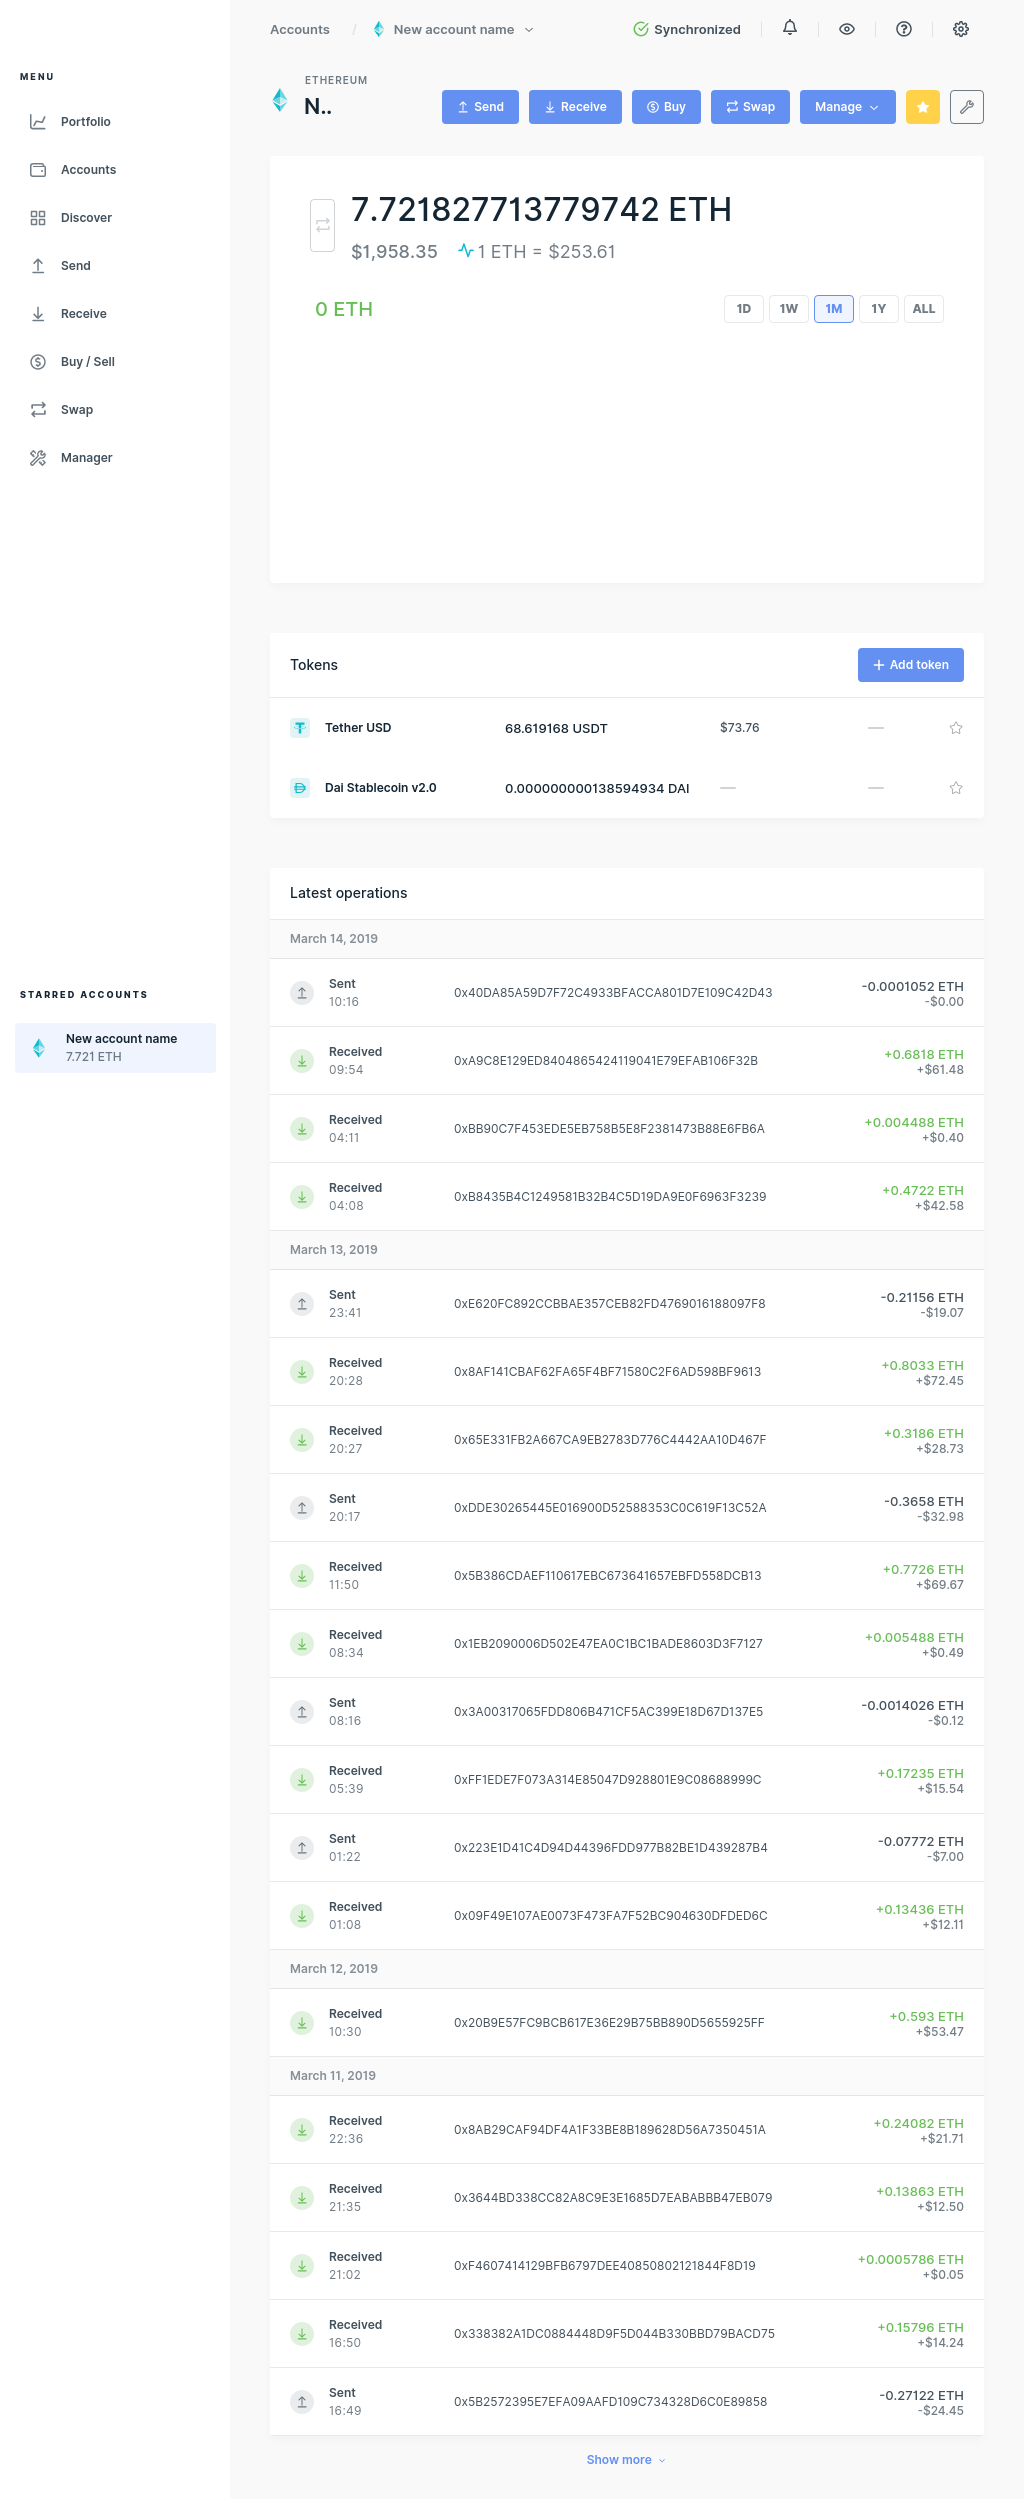 Accounts / New account name
Synchronized
MENU
Portfolio
Accounts
Discover
Send
Receive
Buy / Sell
Swap
Manager
STARRED ACCOUNTS
New account name
7.721 ETH
ETHEREUM
N..
Send
Receive
Buy
Swap
Manage
7.721827713779742 ETH
$1,958.35 1 ETH = $253.61
0 ETH
1D 1W 1M 1Y ALL
Tokens
Add token
Tether USD 68.619168 USDT $73.76 —
Dai Stablecoin v2.0 0.000000000138594934 DAI — —
Latest operations
March 14, 2019
Sent
10:16
0x40DA85A59D7F72C4933BFACCA801D7E109C42D43
-0.0001052 ETH
-$0.00
Received
09:54
0xA9C8E129ED8404865424119041E79EFAB106F32B
+0.6818 ETH
+$61.48
Received
04:11
0xBB90C7F453EDE5EB758B5E8F2381473B88E6FB6A
+0.004488 ETH
+$0.40
Received
04:08
0xB8435B4C1249581B32B4C5D19DA9E0F6963F3239
+0.4722 ETH
+$42.58
March 13, 2019
Sent
23:41
0xE620FC892CCBBAE357CEB82FD4769016188097F8
-0.21156 ETH
-$19.07
Received
20:28
0x8AF141CBAF62FA65F4BF71580C2F6AD598BF9613
+0.8033 ETH
+$72.45
Received
20:27
0x65E331FB2A667CA9EB2783D776C4442AA10D467F
+0.3186 ETH
+$28.73
Sent
20:17
0xDDE30265445E016900D52588353C0C619F13C52A
-0.3658 ETH
-$32.98
Received
11:50
0x5B386CDAEF110617EBC673641657EBFD558DCB13
+0.7726 ETH
+$69.67
Received
08:34
0x1EB2090006D502E47EA0C1BC1BADE8603D3F7127
+0.005488 ETH
+$0.49
Sent
08:16
0x3A00317065FDD806B471CF5AC399E18D67D137E5
-0.0014026 ETH
-$0.12
Received
05:39
0xFF1EDE7F073A314E85047D928801E9C08688999C
+0.17235 ETH
+$15.54
Sent
01:22
0x223E1D41C4D94D44396FDD977B82BE1D439287B4
-0.07772 ETH
-$7.00
Received
01:08
0x09F49E107AE0073F473FA7F52BC904630DFDED6C
+0.13436 ETH
+$12.11
March 12, 2019
Received
10:30
0x20B9E57FC9BCB617E36E29B75BB890D5655925FF
+0.593 ETH
+$53.47
March 11, 2019
Received
22:36
0x8AB29CAF94DF4A1F33BE8B189628D56A7350451A
+0.24082 ETH
+$21.71
Received
21:35
0x3644BD338CC82A8C9E3E1685D7EABABBB47EB079
+0.13863 ETH
+$12.50
Received
21:02
0xF4607414129BFB6797DEE40850802121844F8D19
+0.0005786 ETH
+$0.05
Received
16:50
0x338382A1DC0884448D9F5D044B330BBD79BACD75
+0.15796 ETH
+$14.24
Sent
16:49
0x5B2572395E7EFA09AAFD109C734328D6C0E89858
-0.27122 ETH
-$24.45
Show more